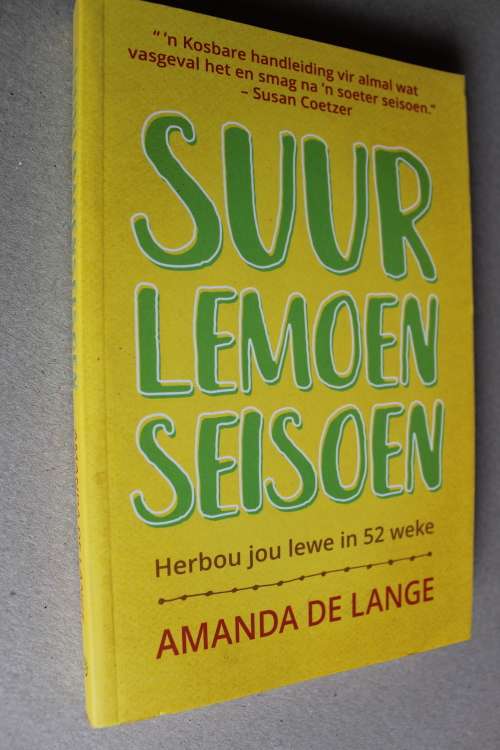 “ 'n Kosbare handleiding vir almal wat
vasgeval het en smag na 'n soeter seisoen.“
– Susan Coetzer
SUUR
LEMOEN
SEISOEN
Herbou jou lewe in 52 weke
AMANDA DE LANGE